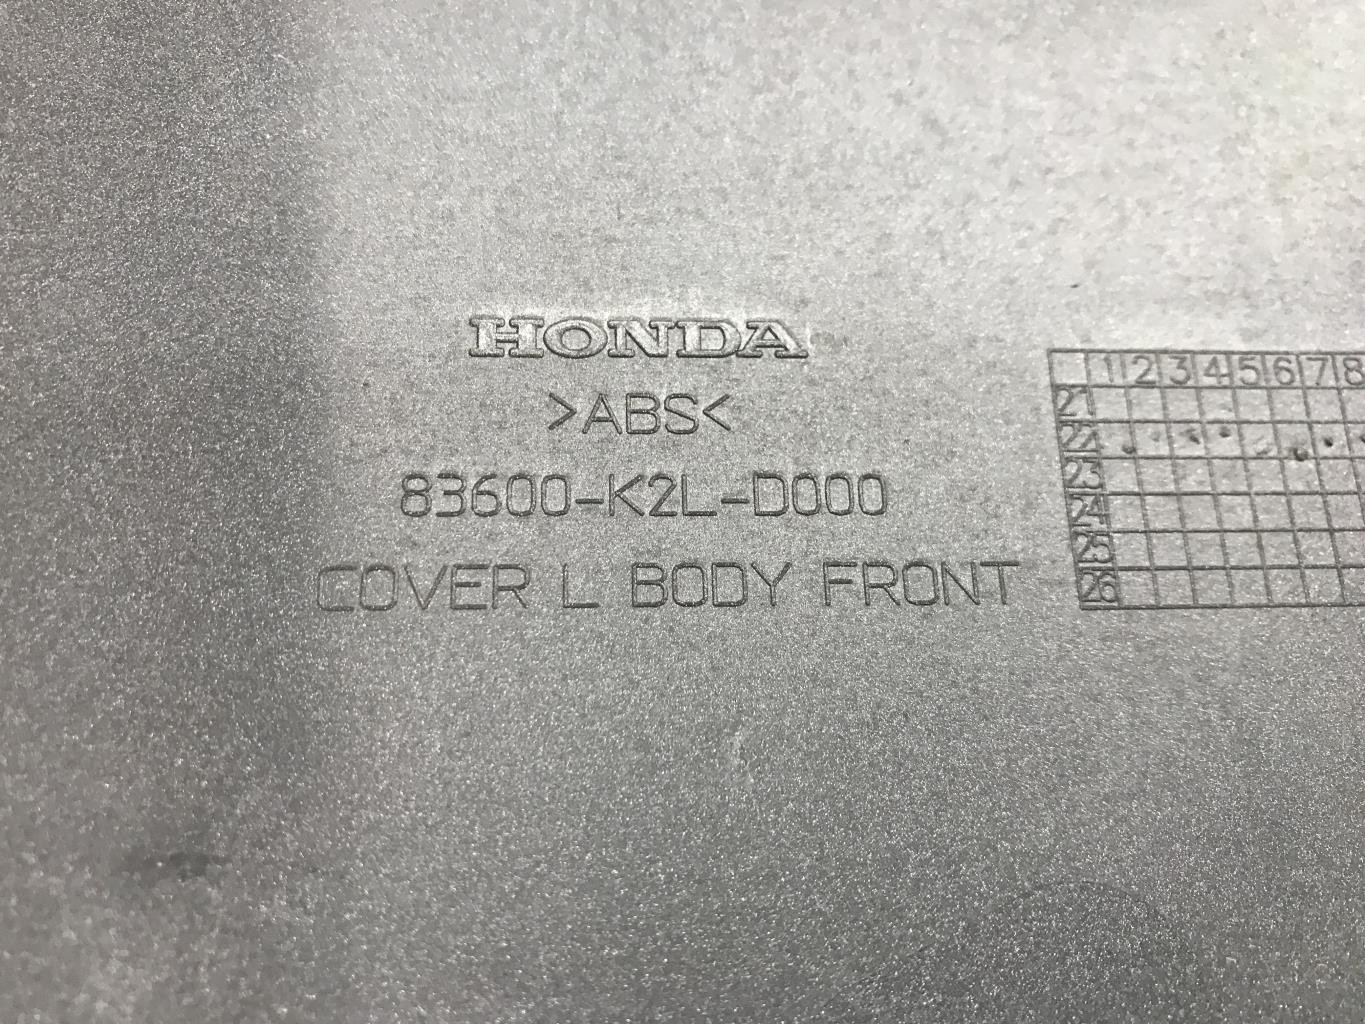 HONDA
>ABS<
83600-K2L-D000
COVER L BODY FRONT
1 2 3 4 5 6 7 8
21
22
23
24
25
26